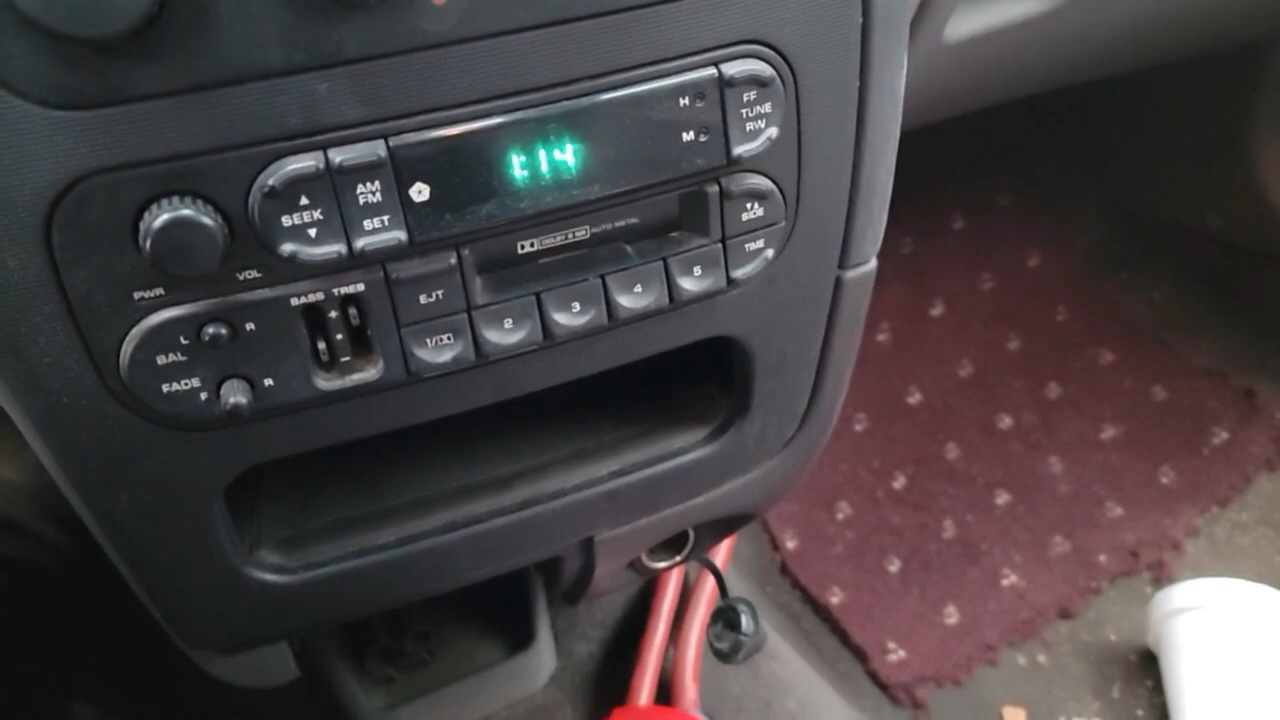 1:14
H
M
FF
TUNE
RW
AM
FM
SET
SEEK
SIDE
TIME
DOLBY B NR AUTO METAL
PWR
VOL
BASS TREB
+
-
EJT
1/
2
3
4
5
L
R
BAL
FADE
F
R